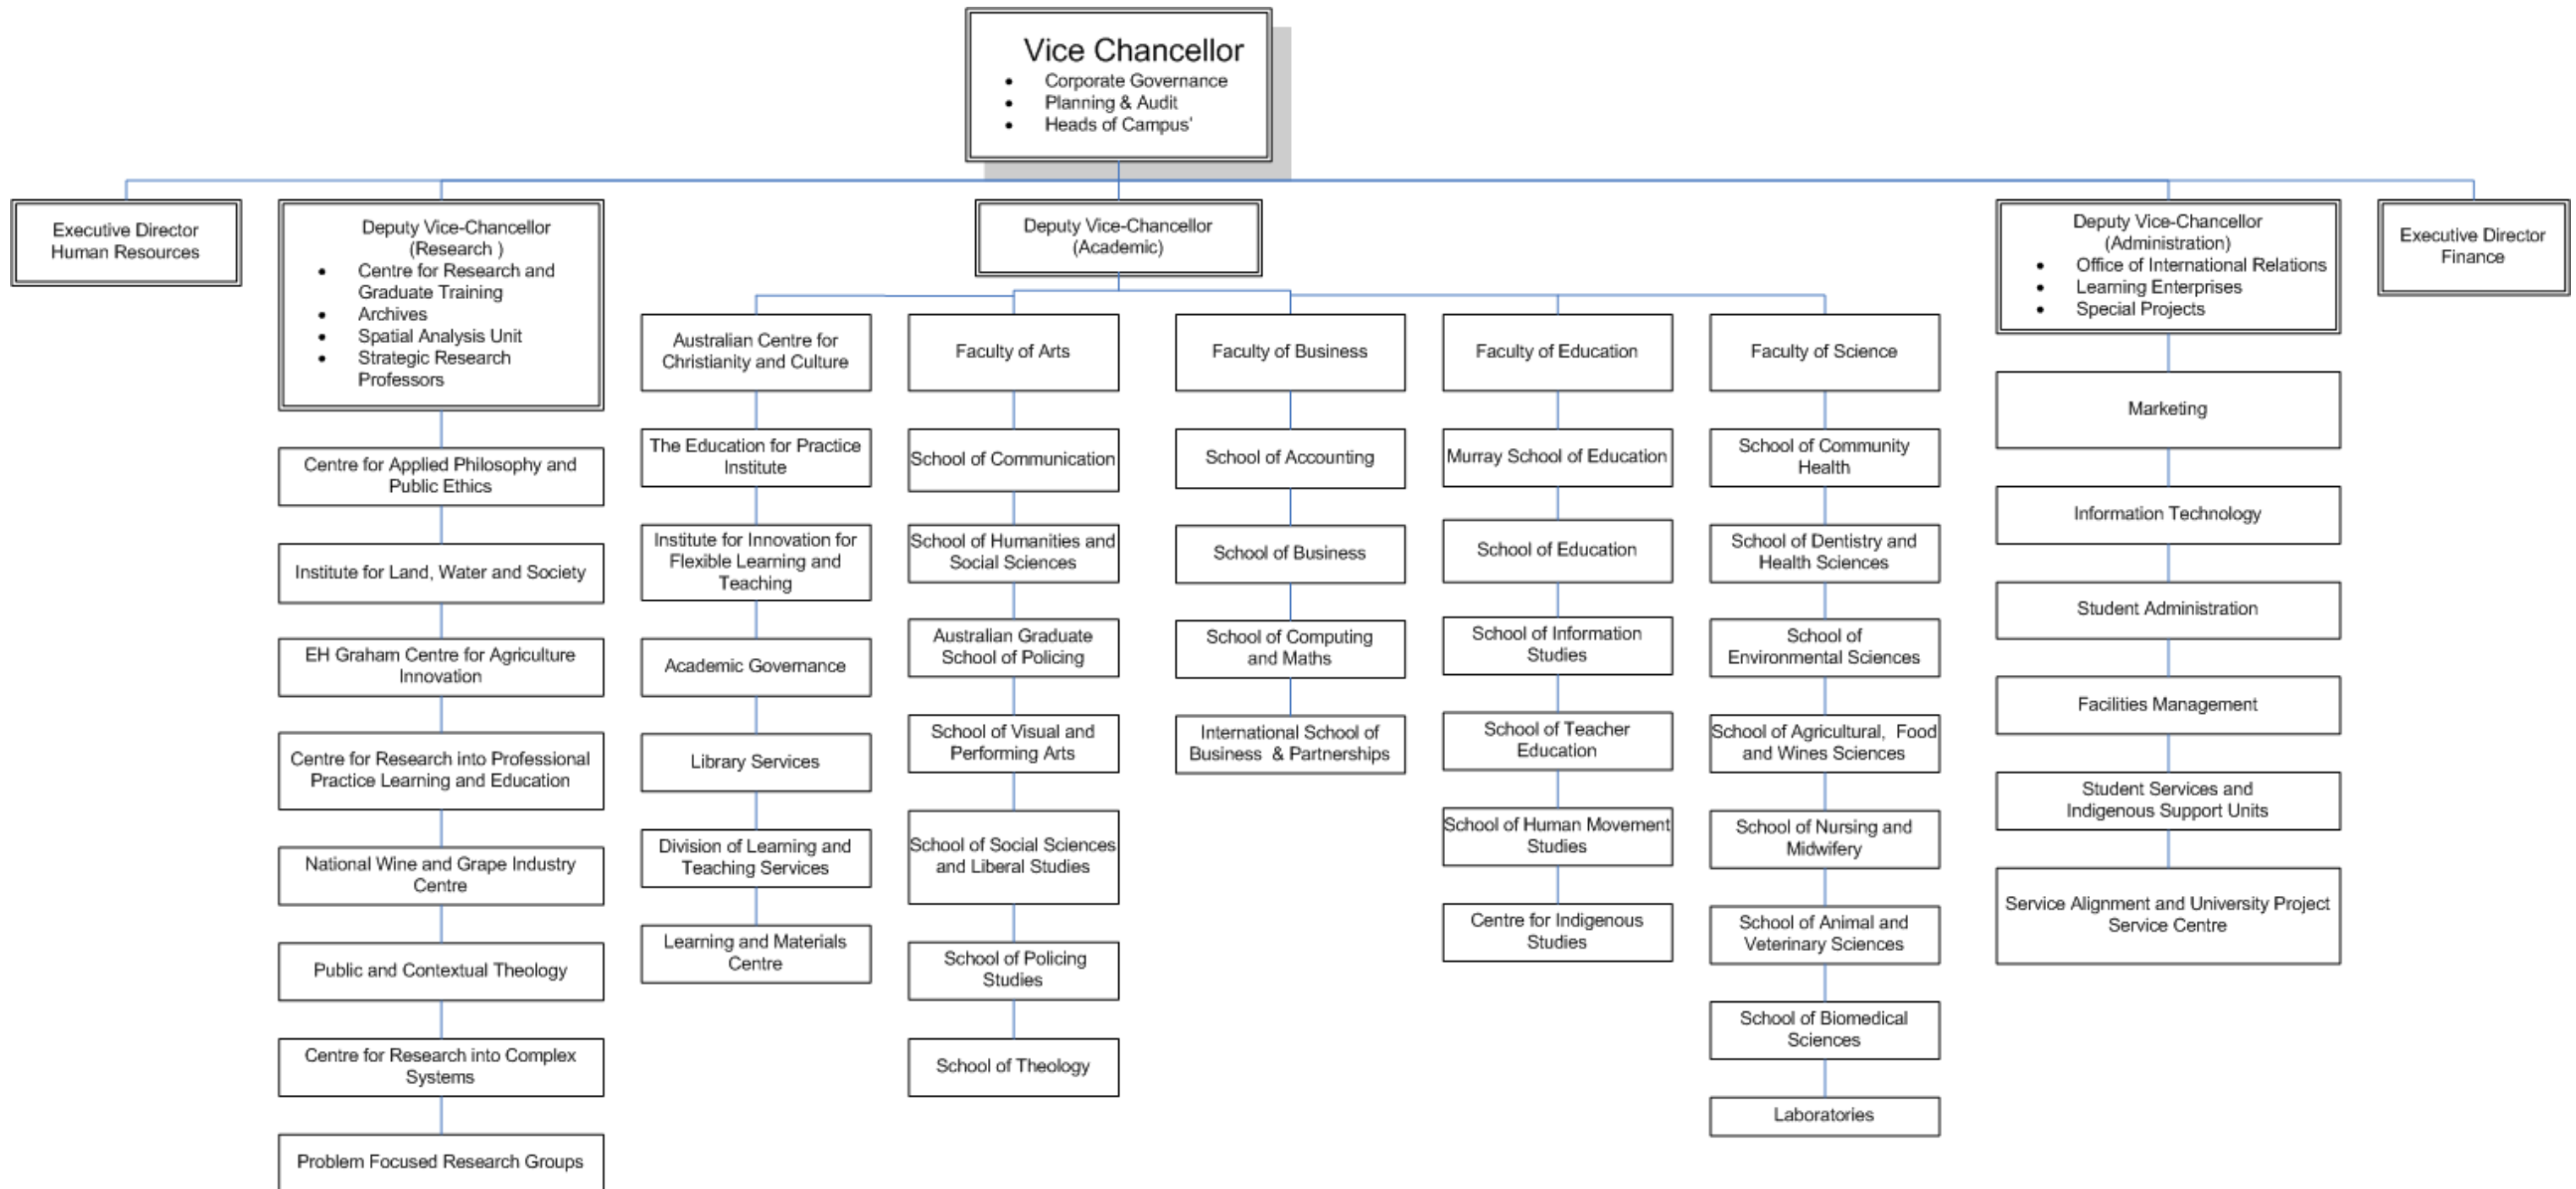 Vice Chancellor
• Corporate Governance
• Planning & Audit
• Heads of Campus'
Executive Director
Human Resources
Deputy Vice-Chancellor
(Research )
• Centre for Research and
Graduate Training
• Archives
• Spatial Analysis Unit
• Strategic Research
Professors
Centre for Applied Philosophy and
Public Ethics
Institute for Land, Water and Society
EH Graham Centre for Agriculture
Innovation
Centre for Research into Professional
Practice Learning and Education
National Wine and Grape Industry
Centre
Public and Contextual Theology
Centre for Research into Complex
Systems
Problem Focused Research Groups
Deputy Vice-Chancellor
(Academic)
Australian Centre for
Christianity and Culture
The Education for Practice
Institute
Institute for Innovation for
Flexible Learning and
Teaching
Academic Governance
Library Services
Division of Learning and
Teaching Services
Learning and Materials
Centre
Faculty of Arts
School of Communication
School of Humanities and
Social Sciences
Australian Graduate
School of Policing
School of Visual and
Performing Arts
School of Social Sciences
and Liberal Studies
School of Policing
Studies
School of Theology
Faculty of Business
School of Accounting
School of Business
School of Computing
and Maths
International School of
Business & Partnerships
Faculty of Education
Murray School of Education
School of Education
School of Information
Studies
School of Teacher
Education
School of Human Movement
Studies
Centre for Indigenous
Studies
Faculty of Science
School of Community
Health
School of Dentistry and
Health Sciences
School of
Environmental Sciences
School of Agricultural, Food
and Wines Sciences
School of Nursing and
Midwifery
School of Animal and
Veterinary Sciences
School of Biomedical
Sciences
Laboratories
Deputy Vice-Chancellor
(Administration)
• Office of International Relations
• Learning Enterprises
• Special Projects
Marketing
Information Technology
Student Administration
Facilities Management
Student Services and
Indigenous Support Units
Service Alignment and University Project
Service Centre
Executive Director
Finance